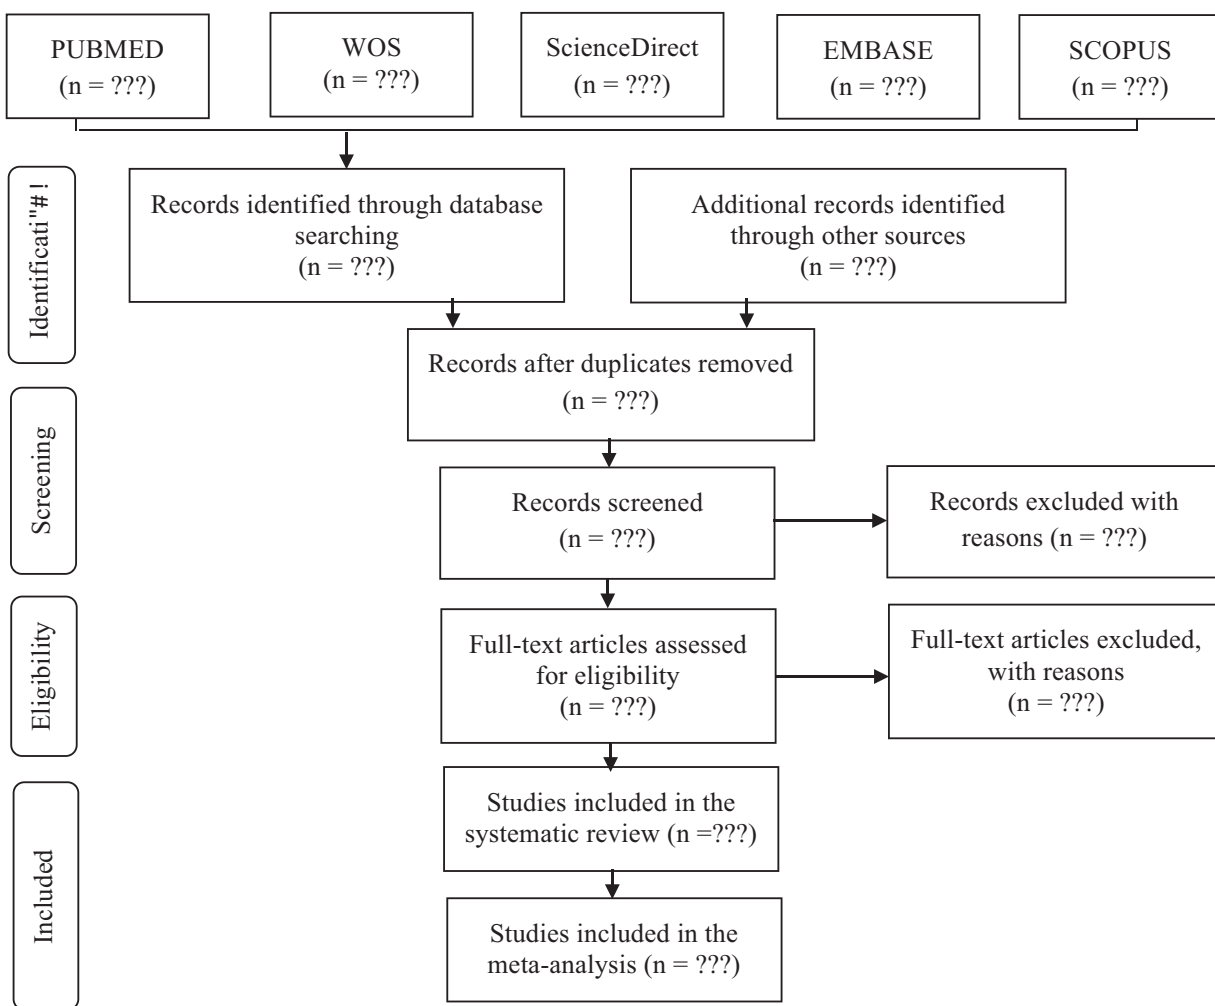 PUBMED
(n = ???)
WOS
(n = ???)
ScienceDirect
(n = ???)
EMBASE
(n = ???)
SCOPUS
(n = ???)
Identificati"#!
Records identified through database
searching
(n = ???)
Additional records identified
through other sources
(n = ???)
Records after duplicates removed
(n = ???)
Screening
Records screened
(n = ???)
Records excluded with
reasons (n = ???)
Eligibility
Full-text articles assessed
for eligibility
(n = ???)
Full-text articles excluded,
with reasons
(n = ???)
Included
Studies included in the
systematic review (n =???)
Studies included in the
meta-analysis (n = ???)